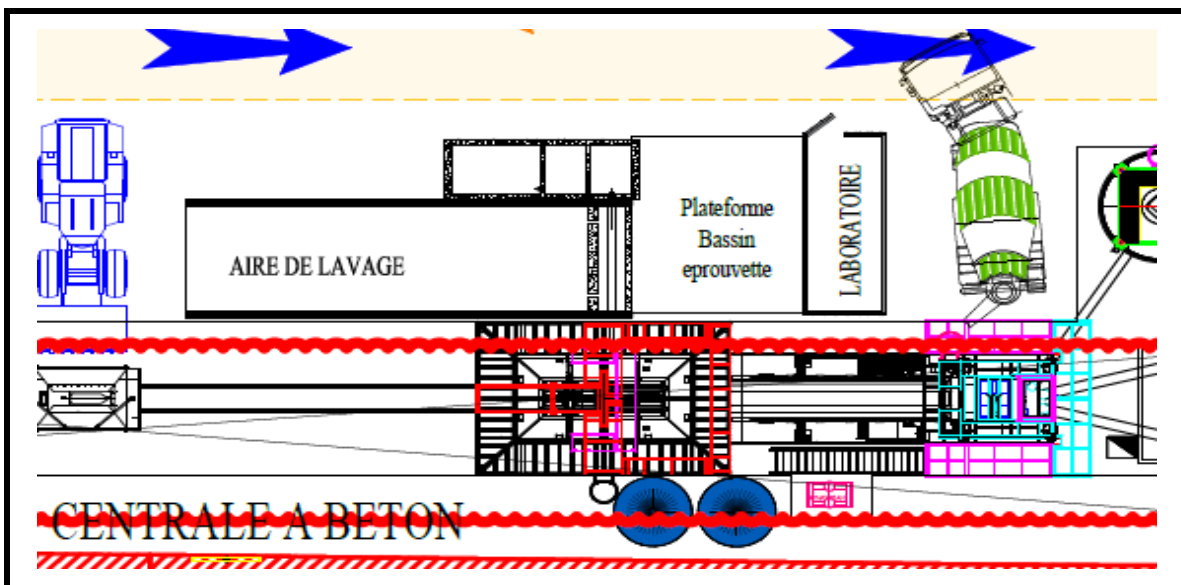 AIRE DE LAVAGE
Plateforme
Bassin
eprouvette
LABORATOIRE
CENTRALE A BETON